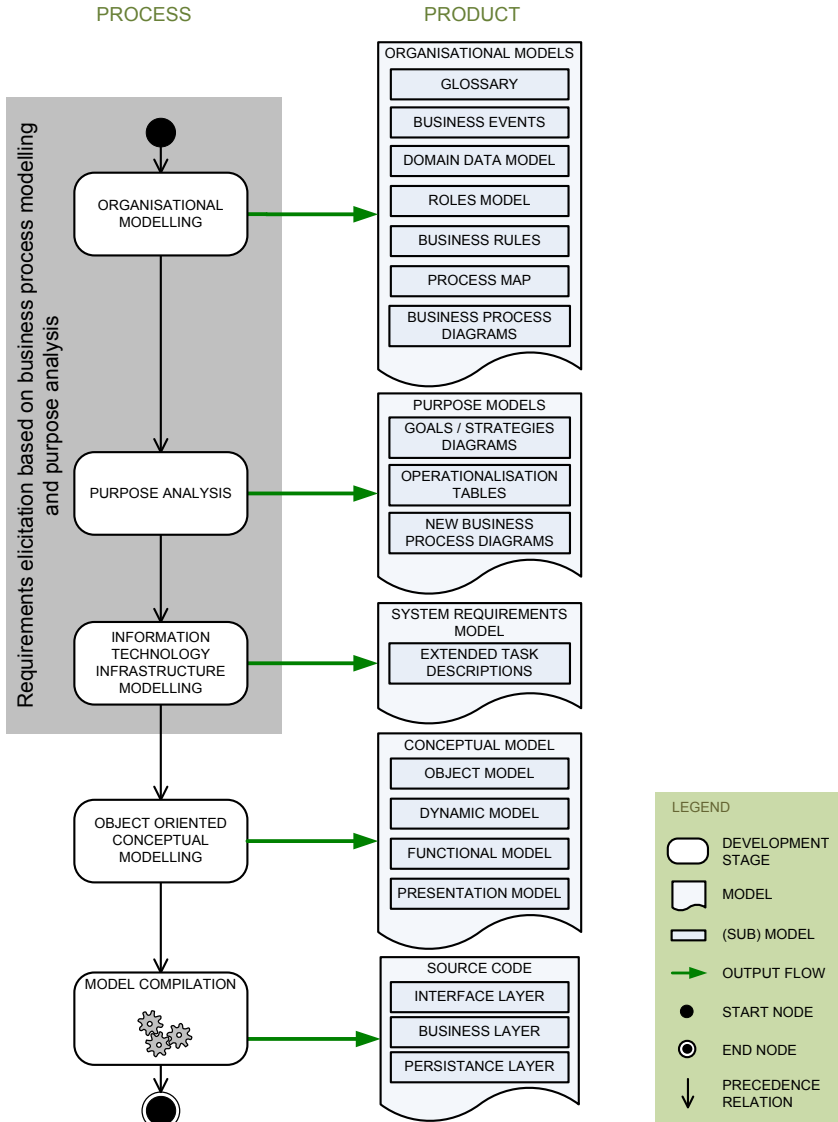 PROCESS
PRODUCT
Requirements elicitation based on business process modelling
and purpose analysis
ORGANISATIONAL
MODELLING
ORGANISATIONAL MODELS
GLOSSARY
BUSINESS EVENTS
DOMAIN DATA MODEL
ROLES MODEL
BUSINESS RULES
PROCESS MAP
BUSINESS PROCESS
DIAGRAMS
PURPOSE ANALYSIS
PURPOSE MODELS
GOALS / STRATEGIES
DIAGRAMS
OPERATIONALISATION
TABLES
NEW BUSINESS
PROCESS DIAGRAMS
INFORMATION
TECHNOLOGY
INFRASTRUCTURE
MODELLING
SYSTEM REQUIREMENTS
MODEL
EXTENDED TASK
DESCRIPTIONS
OBJECT ORIENTED
CONCEPTUAL
MODELLING
CONCEPTUAL MODEL
OBJECT MODEL
DYNAMIC MODEL
FUNCTIONAL MODEL
PRESENTATION MODEL
MODEL COMPILATION
SOURCE CODE
INTERFACE LAYER
BUSINESS LAYER
PERSISTANCE LAYER
LEGEND
DEVELOPMENT
STAGE
MODEL
(SUB) MODEL
OUTPUT FLOW
START NODE
END NODE
PRECEDENCE
RELATION